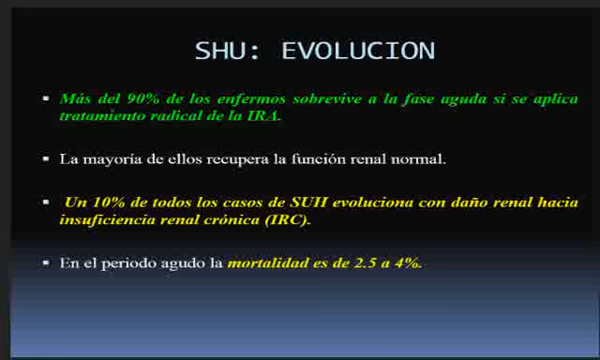 SHU: EVOLUCION
Más del 90% de los enfermos sobrevive a la fase aguda si se aplica
tratamiento radical de la IRA.
La mayoría de ellos recupera la función renal normal.
Un 10% de todos los casos de SUH evoluciona con daño renal hacia
insuficiencia renal crónica (IRC).
En el periodo agudo la mortalidad es de 2.5 a 4%.